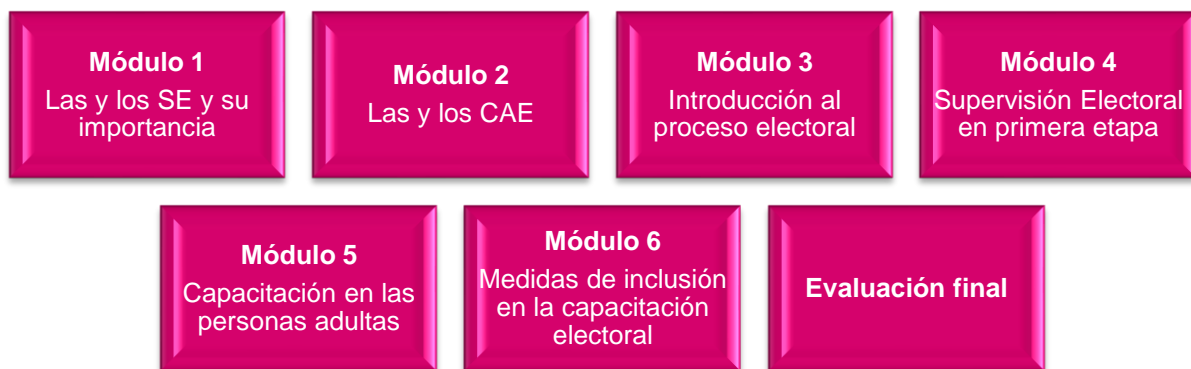 Módulo 1
Las y los SE y su
importancia
Módulo 2
Las y los CAE
Módulo 3
Introducción al
proceso electoral
Módulo 4
Supervisión Electoral
en primera etapa
Módulo 5
Capacitación en las
personas adultas
Módulo 6
Medidas de inclusión
en la capacitación
electoral
Evaluación final